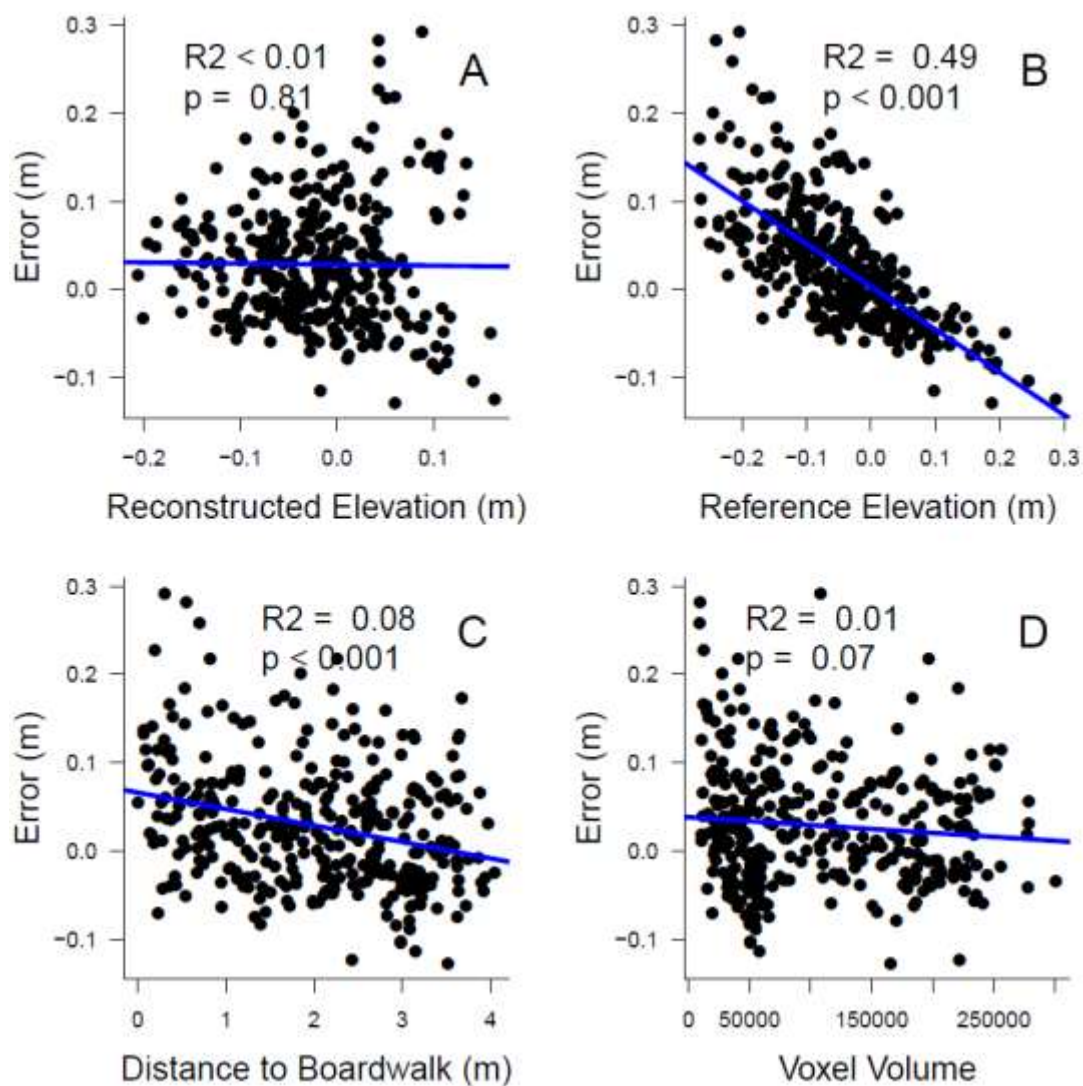 R2 < 0.01
p = 0.81
A
0.3
0.2
0.1
0.0
−0.1
Error (m)
−0.2
−0.1
0.0
0.1
Reconstructed Elevation (m)
R2 = 0.49
p < 0.001
B
0.3
0.2
0.1
0.0
−0.1
Error (m)
−0.2
−0.1
0.0
0.1
0.2
0.3
Reference Elevation (m)
R2 = 0.08
p < 0.001
C
0.3
0.2
0.1
0.0
−0.1
Error (m)
0
1
2
3
4
Distance to Boardwalk (m)
R2 = 0.01
p = 0.07
D
0.3
0.2
0.1
0.0
−0.1
Error (m)
0
50000
150000
250000
Voxel Volume